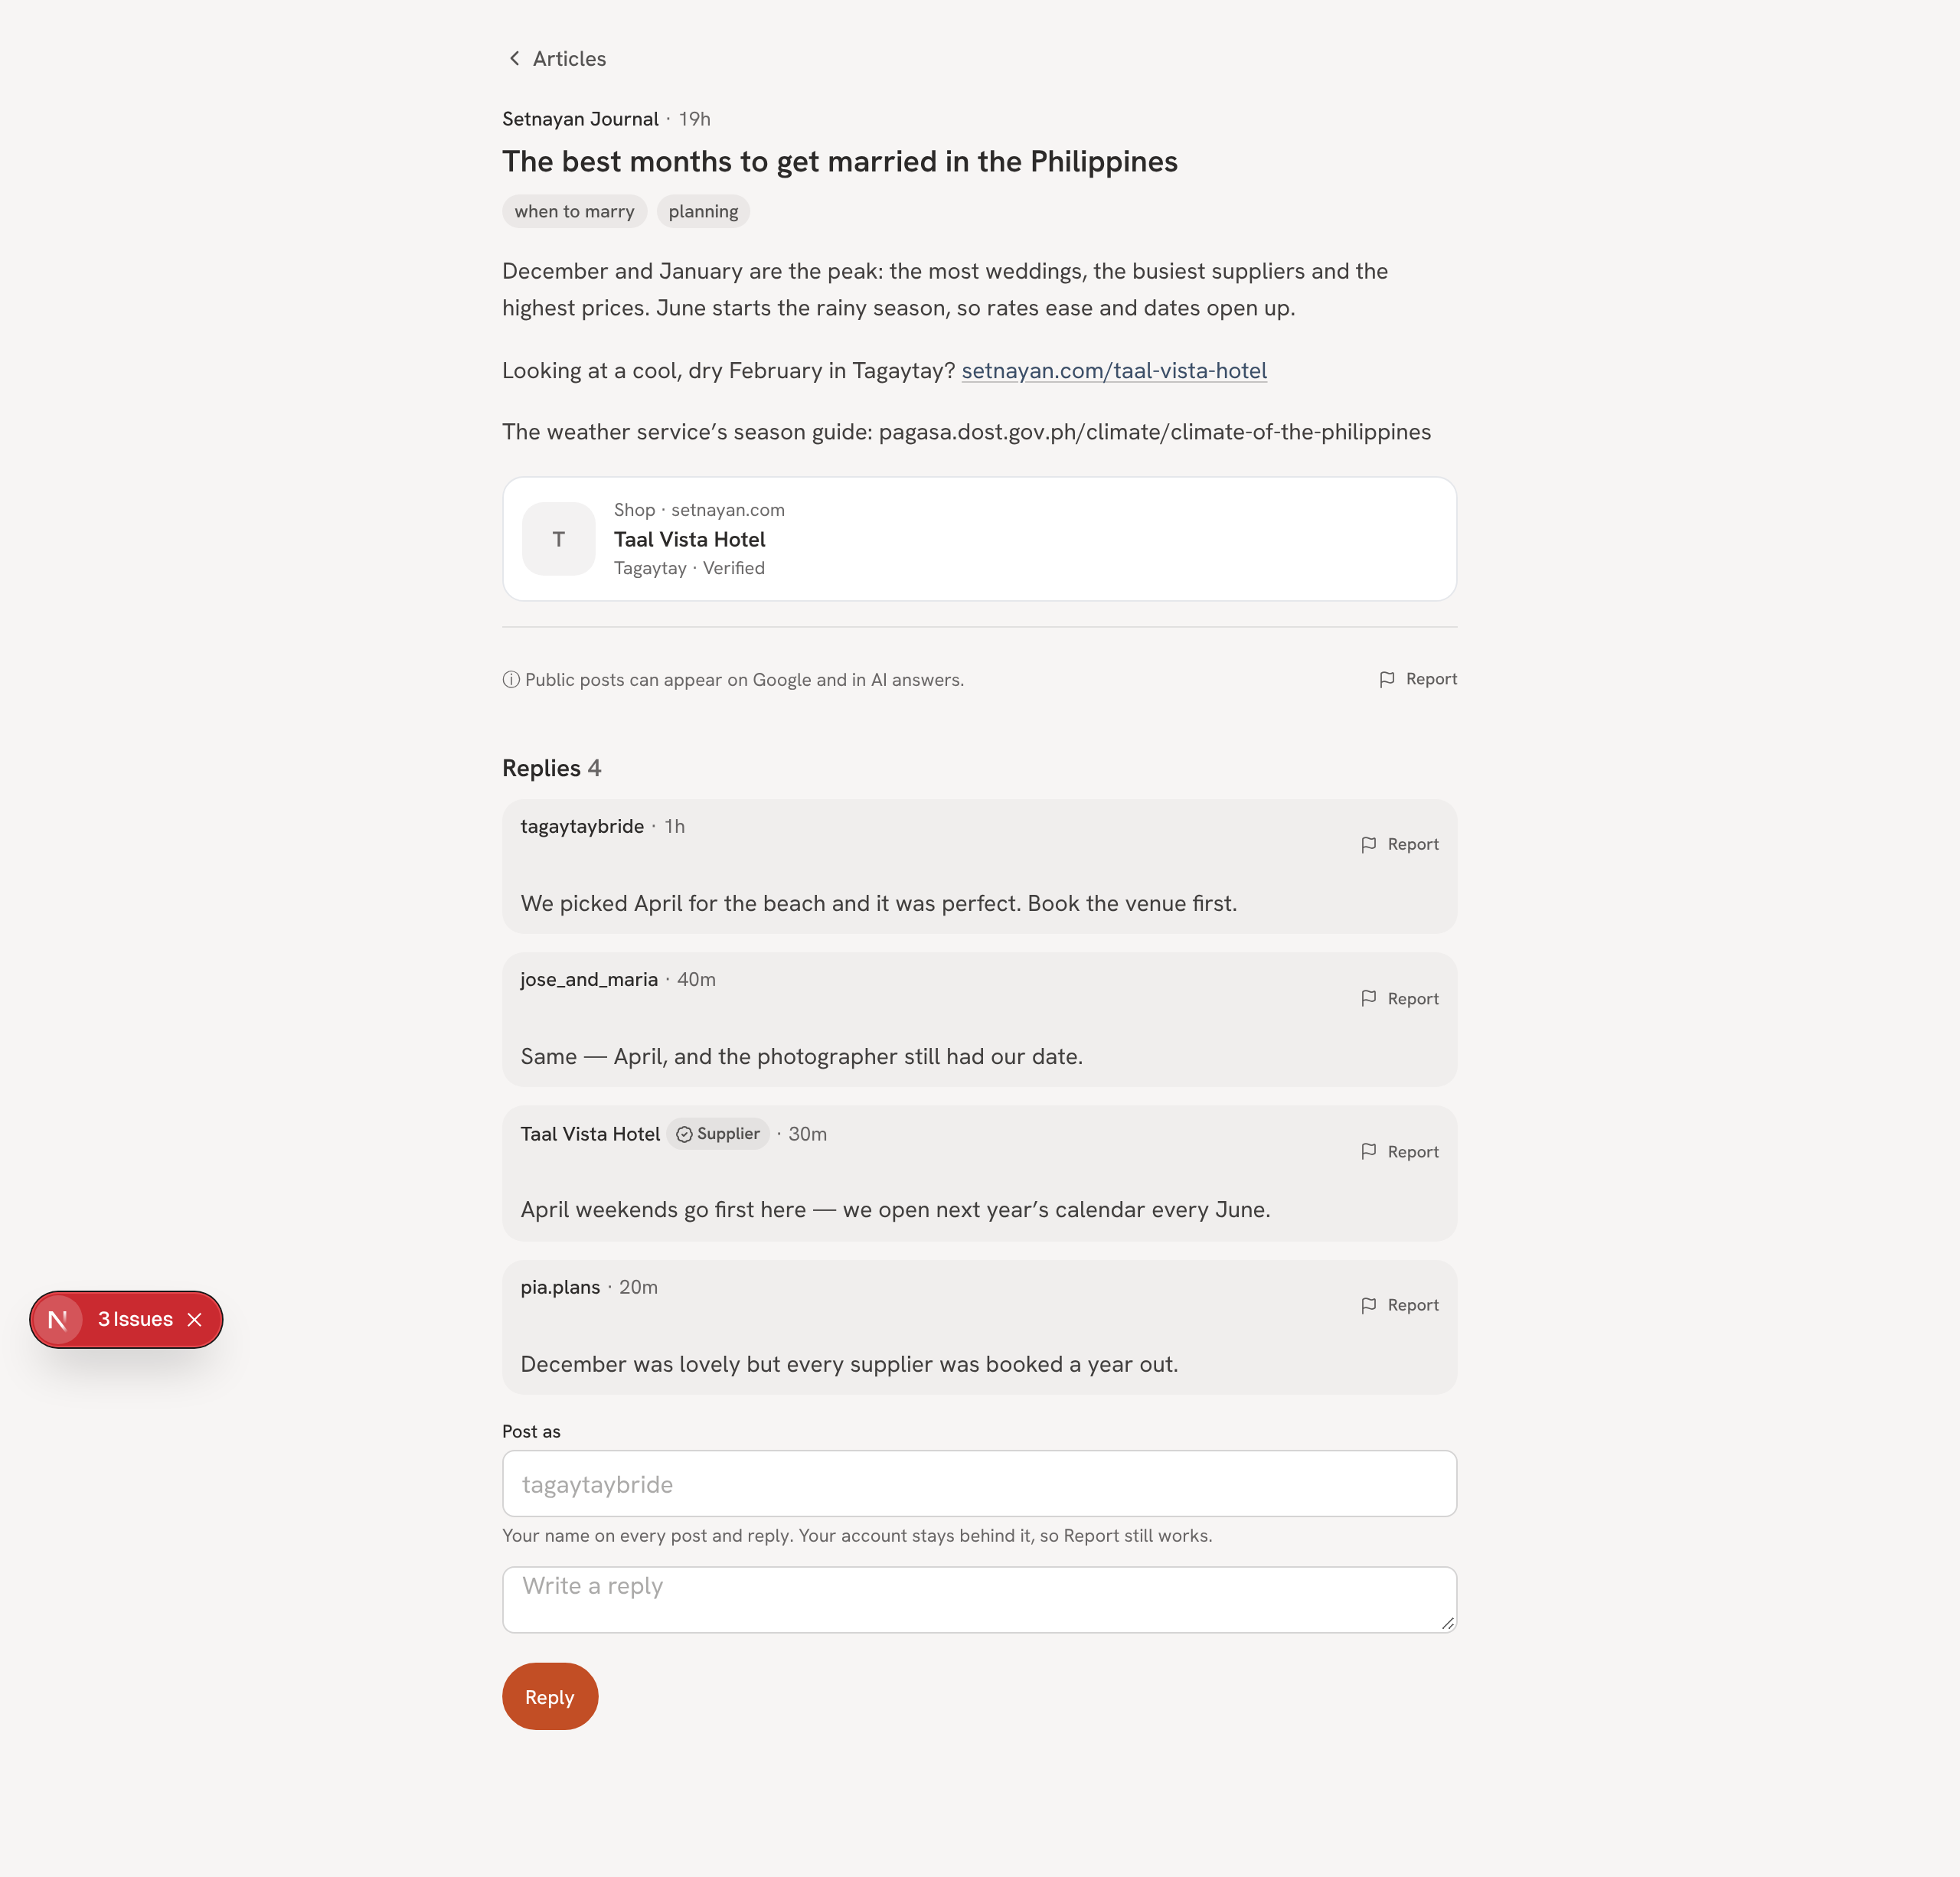 Articles
Setnayan Journal · 19h
The best months to get married in the Philippines
when to marry planning
December and January are the peak: the most weddings, the busiest suppliers and the
highest prices. June starts the rainy season, so rates ease and dates open up.
Looking at a cool, dry February in Tagaytay? setnayan.com/taal-vista-hotel
The weather service’s season guide: pagasa.dost.gov.ph/climate/climate-of-the-philippines
T
Shop · setnayan.com
Taal Vista Hotel
Tagaytay · Verified
ⓘ Public posts can appear on Google and in AI answers.
Report
Replies 4
tagaytaybride · 1h
Report
We picked April for the beach and it was perfect. Book the venue first.
jose_and_maria · 40m
Report
Same — April, and the photographer still had our date.
Taal Vista Hotel Supplier · 30m
Report
April weekends go first here — we open next year’s calendar every June.
pia.plans · 20m
Report
December was lovely but every supplier was booked a year out.
N 3 Issues
Post as
tagaytaybride
Your name on every post and reply. Your account stays behind it, so Report still works.
Write a reply
Reply